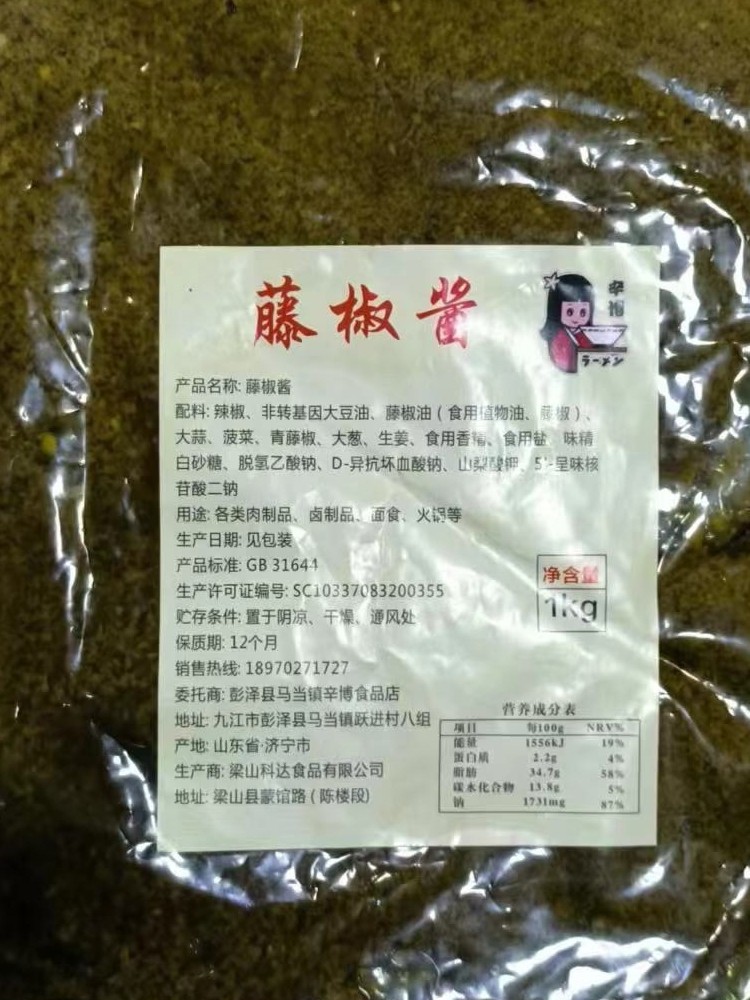 藤椒酱
辛博
ラーメン
产品名称: 藤椒酱
配料: 辣椒、非转基因大豆油、藤椒油 ( 食用植物油、藤椒 ) 、
大蒜、菠菜、青藤椒、大葱、生姜、食用香精、食用盐、味精
白砂糖、脱氢乙酸钠、D-异抗坏血酸钠、山梨酸钾、5'-呈味核
苷酸二钠
用途: 各类肉制品、卤制品、面食、火锅等
生产日期: 见包装
产品标准: GB 31644
生产许可证编号: SC10337083200355
贮存条件: 置于阴凉、干燥、通风处
保质期: 12个月
销售热线: 18970271727
委托商: 彭泽县马当镇辛博食品店
地址: 九江市彭泽县马当镇跃进村八组
产地: 山东省·济宁市
生产商: 梁山科达食品有限公司
地址: 梁山县蒙馆路 ( 陈楼段)
净含量
1kg
营养成分表
项目 每100g NRV%
能量 1556kJ 19%
蛋白质 2.2g 4%
脂肪 34.7g 58%
碳水化合物 13.8g 5%
钠 1731mg 87%